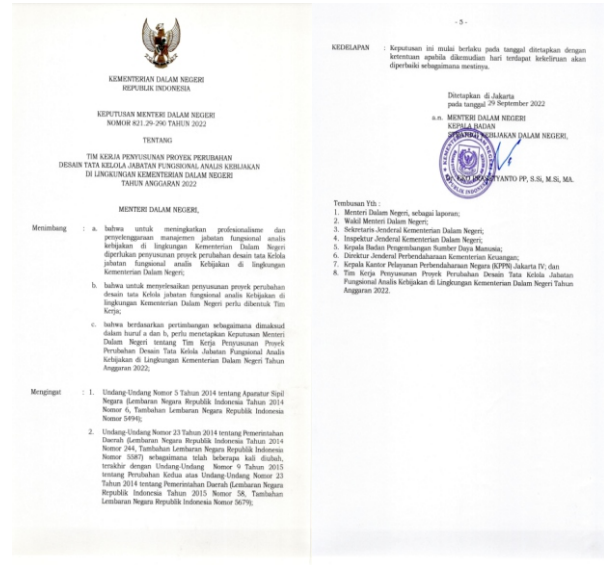 KEMENTERIAN DALAM NEGERI
REPUBLIK INDONESIA
KEPUTUSAN MENTERI DALAM NEGERI
NOMOR 821.29-290 TAHUN 2022
TENTANG
TIM KERJA PENYUSUNAN PROYEK PERUBAHAN
DESAIN TATA KELOLA JABATAN FUNGSIONAL ANALIS KEBIJAKAN
DI LINGKUNGAN KEMENTERIAN DALAM NEGERI
TAHUN ANGGARAN 2022
MENTERI DALAM NEGERI,
Menimbang : a. bahwa untuk meningkatkan profesionalisme dan
penyelenggaraan manajemen jabatan fungsional analis
kebijakan di lingkungan Kementerian Dalam Negeri
diperlukan penyusunan proyek perubahan desain tata Kelola
jabatan fungsional analis Kebijakan di lingkungan
Kementerian Dalam Negeri;
b. bahwa untuk menyelesaikan penyusunan proyek perubahan
desain tata Kelola jabatan fungsional analis Kebijakan di
lingkungan Kementerian Dalam Negeri perlu dibentuk Tim
Kerja;
c. bahwa berdasarkan pertimbangan sebagaimana dimaksud
dalam huruf a dan b, perlu menetapkan Keputusan Menteri
Dalam Negeri tentang Tim Kerja Penyusunan Proyek
Perubahan Desain Tata Kelola Jabatan Fungsional Analis
Kebijakan di Lingkungan Kementerian Dalam Negeri Tahun
Anggaran 2022;
Mengingat : 1. Undang-Undang Nomor 5 Tahun 2014 tentang Aparatur Sipil
Negara (Lembaran Negara Republik Indonesia Tahun 2014
Nomor 6, Tambahan Lembaran Negara Republik Indonesia
Nomor 5494);
2. Undang-Undang Nomor 23 Tahun 2014 tentang Pemerintahan
Daerah (Lembaran Negara Republik Indonesia Tahun 2014
Nomor 244, Tambahan Lembaran Negara Republik Indonesia
Nomor 5587) sebagaimana telah beberapa kali diubah,
terakhir dengan Undang-Undang Nomor 9 Tahun 2015
tentang Perubahan Kedua atas Undang-Undang Nomor 23
Tahun 2014 tentang Pemerintahan Daerah (Lembaran Negara
Republik Indonesia Tahun 2015 Nomor 58, Tambahan
Lembaran Negara Republik Indonesia Nomor 5679);
- 5 -
KEDELAPAN : Keputusan ini mulai berlaku pada tanggal ditetapkan dengan
ketentuan apabila dikemudian hari terdapat kekeliruan akan
diperbaiki sebagaimana mestinya.
Ditetapkan di Jakarta
pada tanggal 29 September 2022
a.n. MENTERI DALAM NEGERI
KEPALA BADAN
KEBIJAKAN DALAM NEGERI,
PP, S.Si, M.Si, MA.
Tembusan Yth :
1. Menteri Dalam Negeri, sebagai laporan;
2. Wakil Menteri Dalam Negeri;
3. Sekretaris Jenderal Kementerian Dalam Negeri;
4. Inspektur Jenderal Kementerian Dalam Negeri;
5. Kepala Badan Pengembangan Sumber Daya Manusia;
6. Direktur Jenderal Perbendaharaan Kementerian Keuangan;
7. Kepala Kantor Pelayanan Perbendaharaan Negara (KPPN) Jakarta IV; dan
8. Tim Kerja Penyusunan Proyek Perubahan Desain Tata Kelola Jabatan
Fungsional Analis Kebijakan di Lingkungan Kementerian Dalam Negeri Tahun
Anggaran 2022.